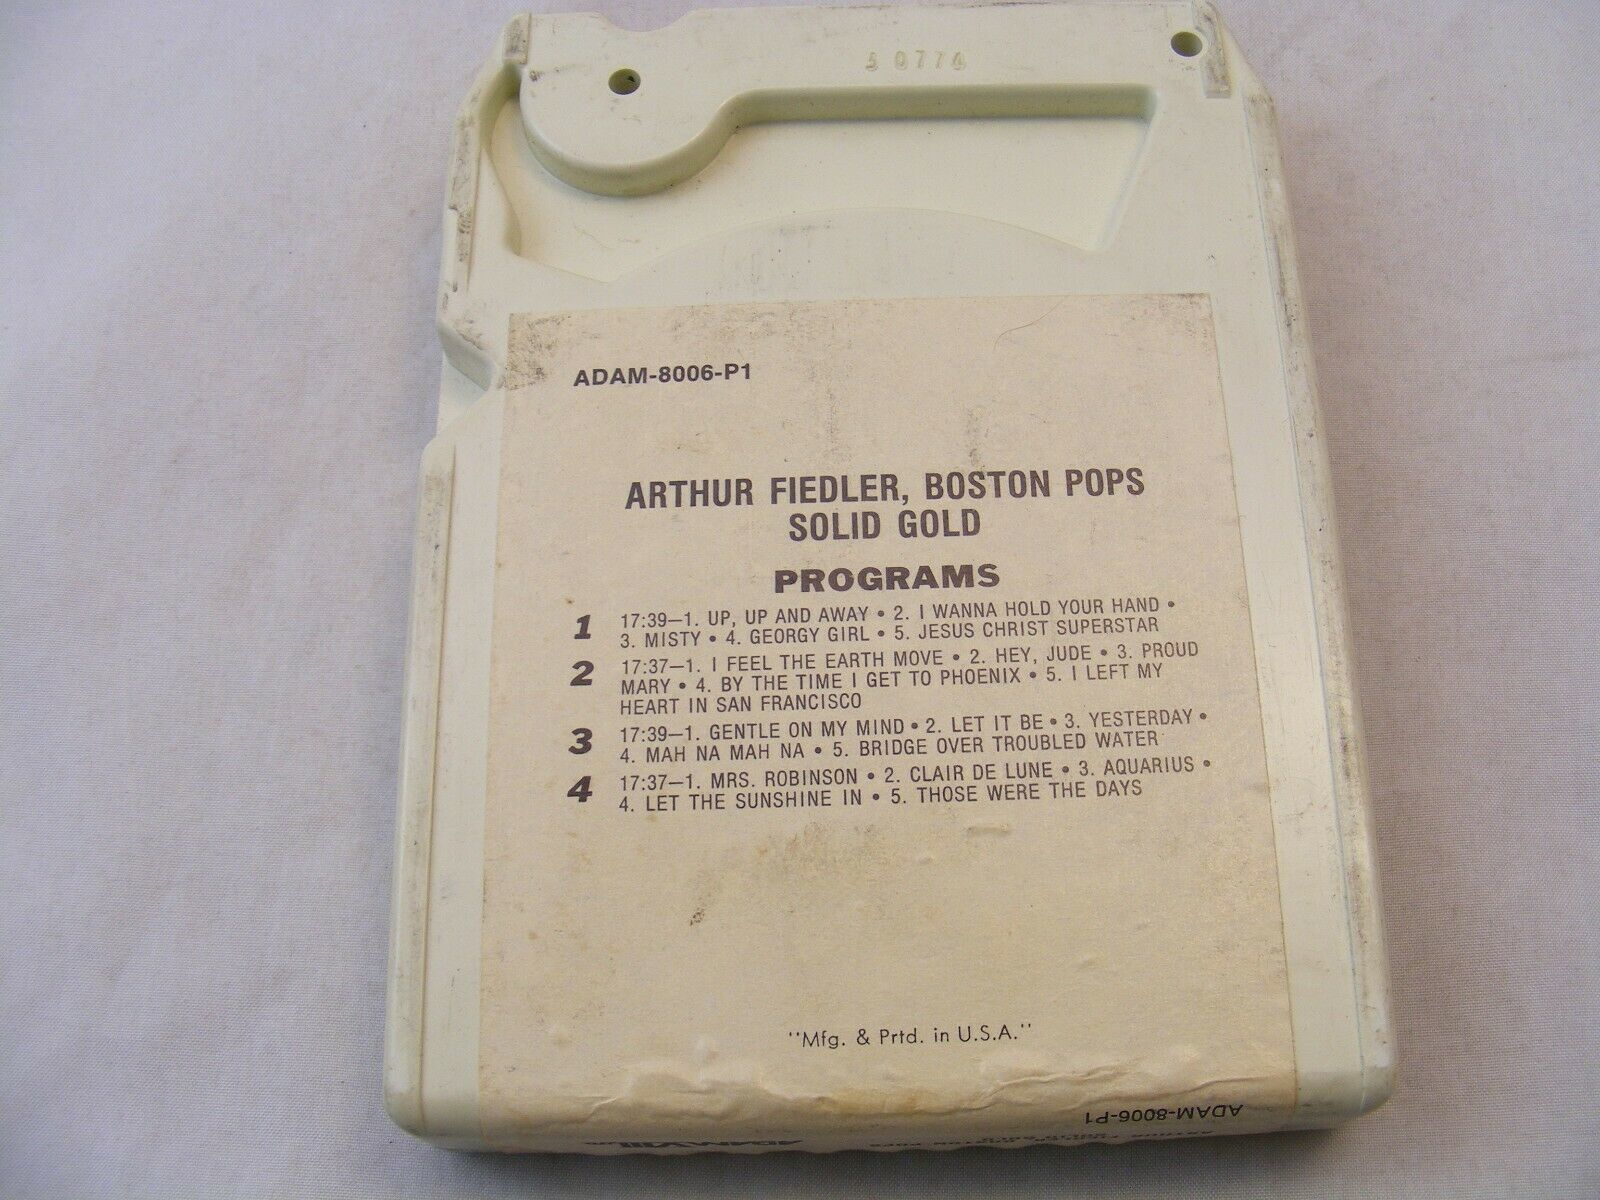 50774
ADAM-8006-P1
ARTHUR FIEDLER, BOSTON POPS
SOLID GOLD
PROGRAMS
1 17:39—1. UP, UP AND AWAY • 2. I WANNA HOLD YOUR HAND •
3. MISTY • 4. GEORGY GIRL • 5. JESUS CHRIST SUPERSTAR
2 17:37—1. I FEEL THE EARTH MOVE • 2. HEY, JUDE • 3. PROUD
MARY • 4. BY THE TIME I GET TO PHOENIX • 5. I LEFT MY
HEART IN SAN FRANCISCO
3 17:39—1. GENTLE ON MY MIND • 2. LET IT BE • 3. YESTERDAY •
4. MAH NA MAH NA • 5. BRIDGE OVER TROUBLED WATER
4 17:37—1. MRS. ROBINSON • 2. CLAIR DE LUNE • 3. AQUARIUS •
4. LET THE SUNSHINE IN • 5. THOSE WERE THE DAYS
"Mfg. & Prtd. in U.S.A."
ADAM-8006-P1
ADAM VIII